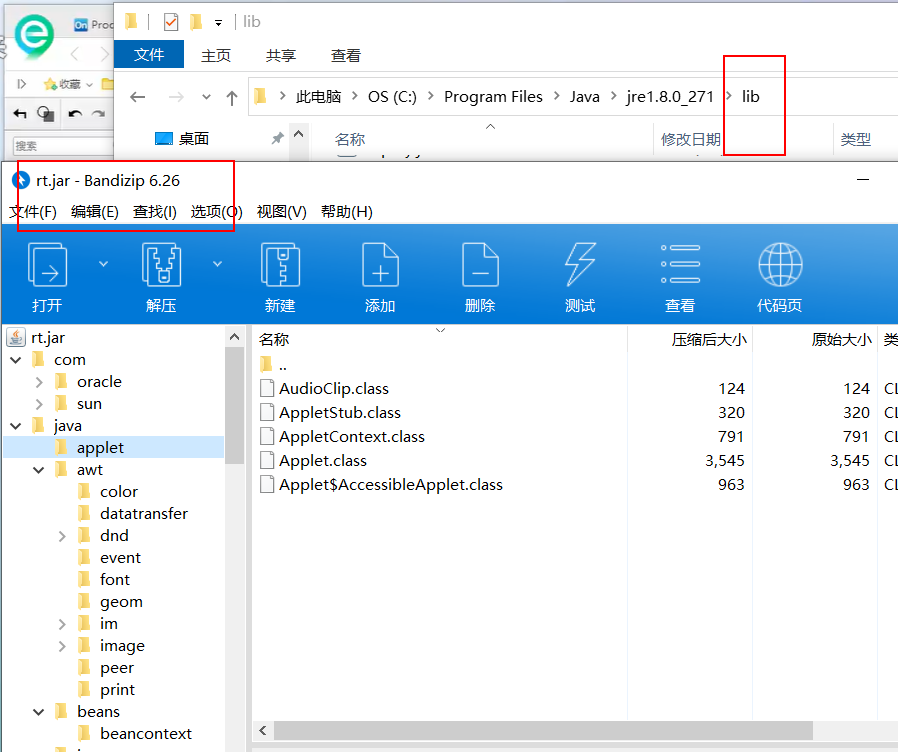 lib
On Proc
文件 主页 共享 查看
收藏
此电脑 OS (C:) Program Files Java jre1.8.0_271 lib
桌面 名称 修改日期 类型
搜索
rt.jar - Bandizip 6.26
文件(F) 编辑(E) 查找(I) 选项(O) 视图(V) 帮助(H)
打开 解压 新建 添加 删除 测试 查看 代码页
rt.jar
com
oracle
sun
java
applet
awt
color
datatransfer
dnd
event
font
geom
im
image
peer
print
beans
beancontext
名称 压缩后大小 原始大小 类
..
AudioClip.class 124 124 CL
AppletStub.class 320 320 CL
AppletContext.class 791 791 CL
Applet.class 3,545 3,545 CL
Applet$AccessibleApplet.class 963 963 CL